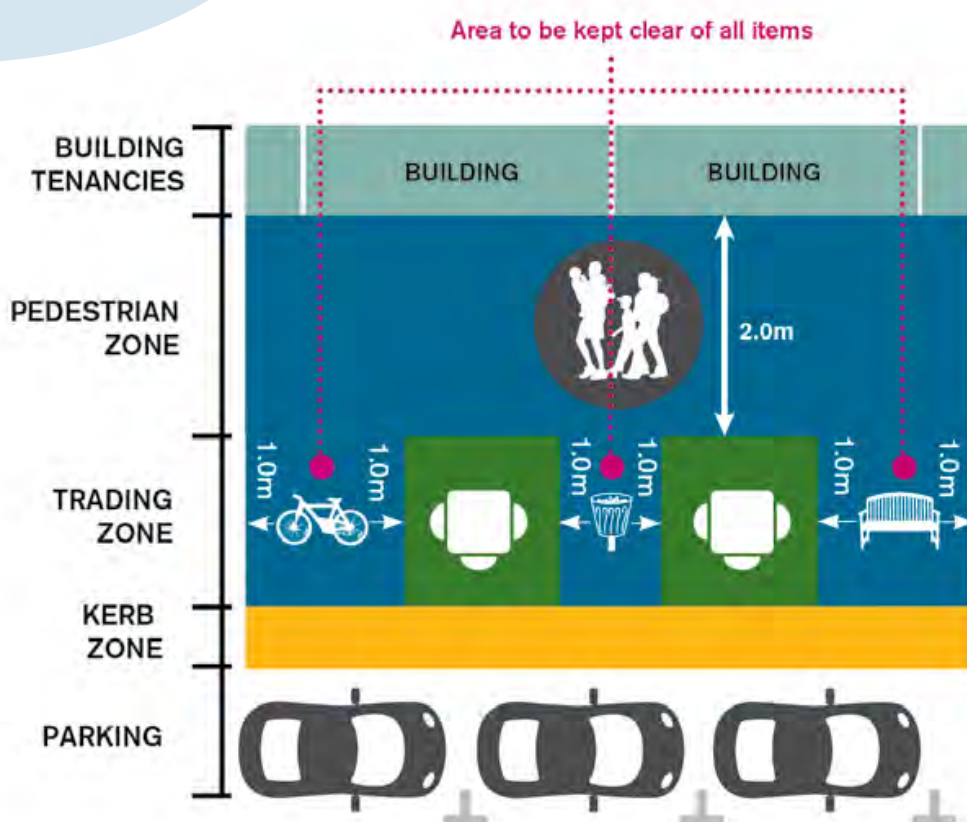 Area to be kept clear of all items
BUILDING
TENANCIES
BUILDING
BUILDING
PEDESTRIAN
ZONE
2.0m
TRADING
ZONE
1.0m
1.0m
1.0m
1.0m
1.0m
1.0m
KERB
ZONE
PARKING